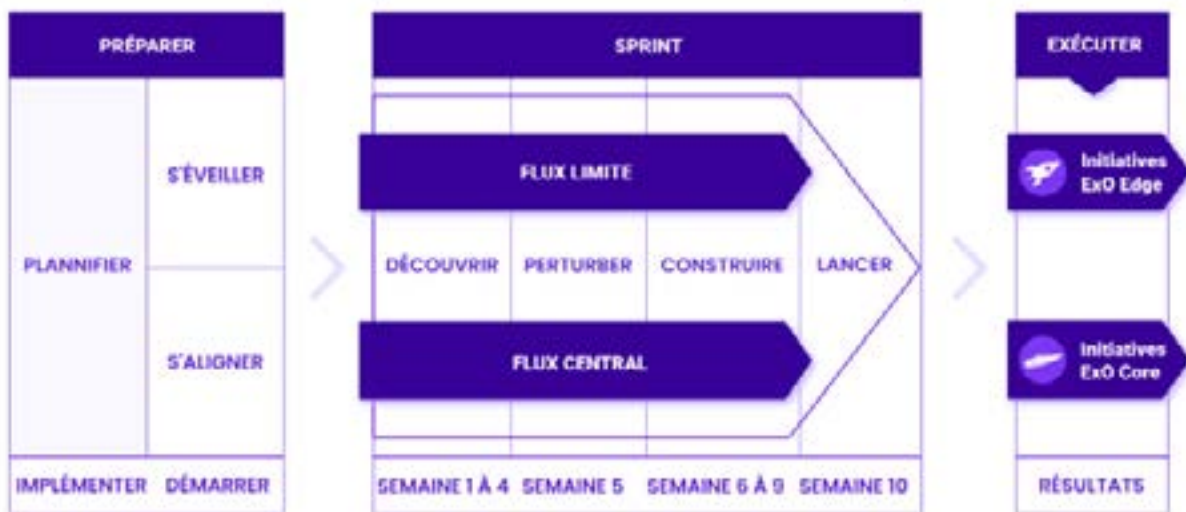 PRÉPARER
SPRINT
EXÉCUTER
S'ÉVEILLER
FLUX LIMITE
Initiatives
ExO Edge
PLANNIFIER
DÉCOUVRIR
PERTURBER
CONSTRUIRE
LANCER
S'ALIGNER
FLUX CENTRAL
Initiatives
ExO Core
IMPLÉMENTER
DÉMARRER
SEMAINE 1 À 4
SEMAINE 5
SEMAINE 6 À 9
SEMAINE 10
RÉSULTATS